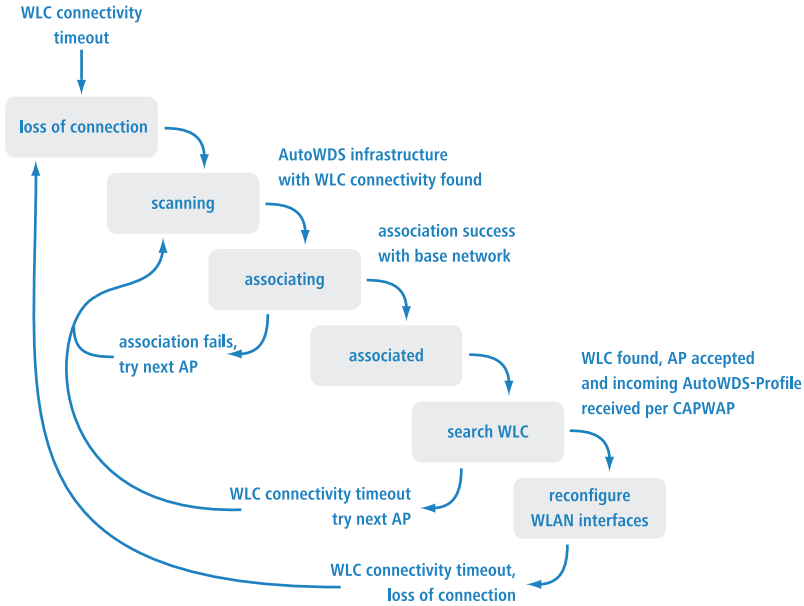 WLC connectivity
timeout
loss of connection
AutoWDS infrastructure
with WLC connectivity found
scanning
association success
with base network
associating
association fails,
try next AP
associated
WLC found, AP accepted
and incoming AutoWDS-Profile
received per CAPWAP
search WLC
WLC connectivity timeout
try next AP
reconfigure
WLAN interfaces
WLC connectivity timeout,
loss of connection